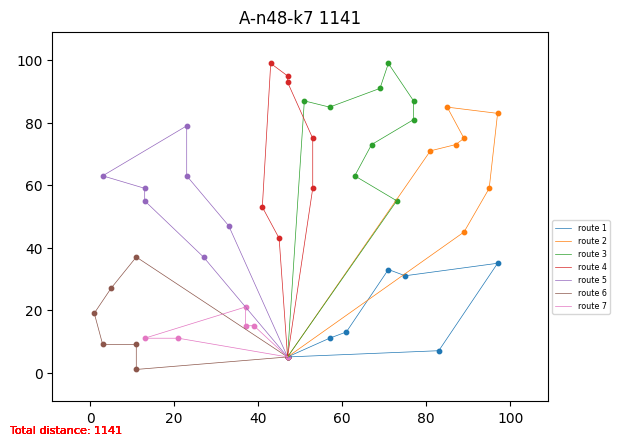 A-n48-k7 1141
100
80
60
40
20
0
0 20 40 60 80 100
route 1
route 2
route 3
route 4
route 5
route 6
route 7
Total distance: 1141